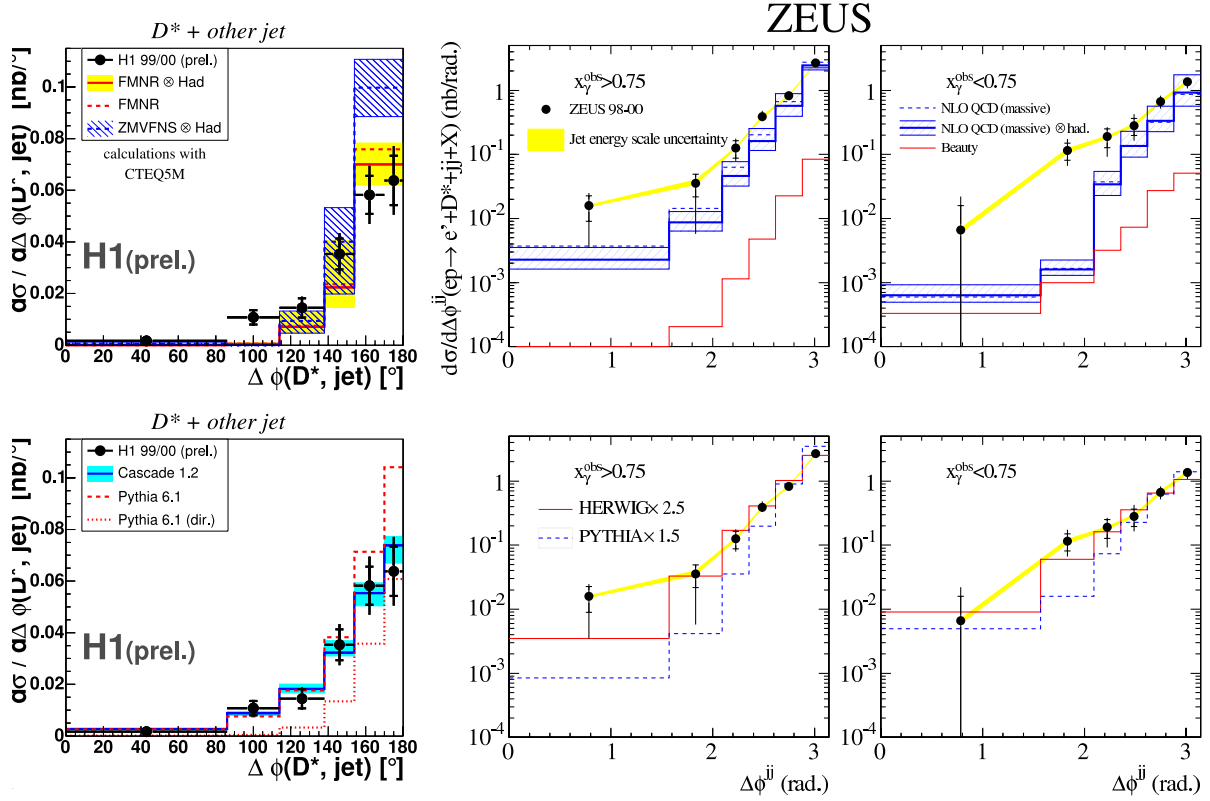 ZEUS
D* + other jet
dσ / dΔ φ(D*, jet) [nb/°]
0.1
0.08
0.06
0.04
0.02
0
H1 99/00 (prel.)
FMNR ⊗ Had
FMNR
ZMVFNS ⊗ Had
calculations with
CTEQ5M
H1(prel.)
0 20 40 60 80 100 120 140 160 180
Δ φ(D*, jet) [°]
dσ/dΔφ^jj(ep→ e'+D*+jj+X) (nb/rad.)
1
10^-1
10^-2
10^-3
10^-4
x_γ^obs>0.75
ZEUS 98-00
Jet energy scale uncertainty
0 1 2 3
1
10^-1
10^-2
10^-3
10^-4
x_γ^obs<0.75
NLO QCD (massive)
NLO QCD (massive) ⊗ had.
Beauty
0 1 2 3
D* + other jet
dσ / dΔ φ(D*, jet) [nb/°]
0.1
0.08
0.06
0.04
0.02
0
H1 99/00 (prel.)
Cascade 1.2
Pythia 6.1
Pythia 6.1 (dir.)
H1(prel.)
0 20 40 60 80 100 120 140 160 180
Δ φ(D*, jet) [°]
1
10^-1
10^-2
10^-3
10^-4
x_γ^obs>0.75
HERWIG× 2.5
PYTHIA× 1.5
0 1 2 3
Δφ^jj (rad.)
1
10^-1
10^-2
10^-3
10^-4
x_γ^obs<0.75
0 1 2 3
Δφ^jj (rad.)